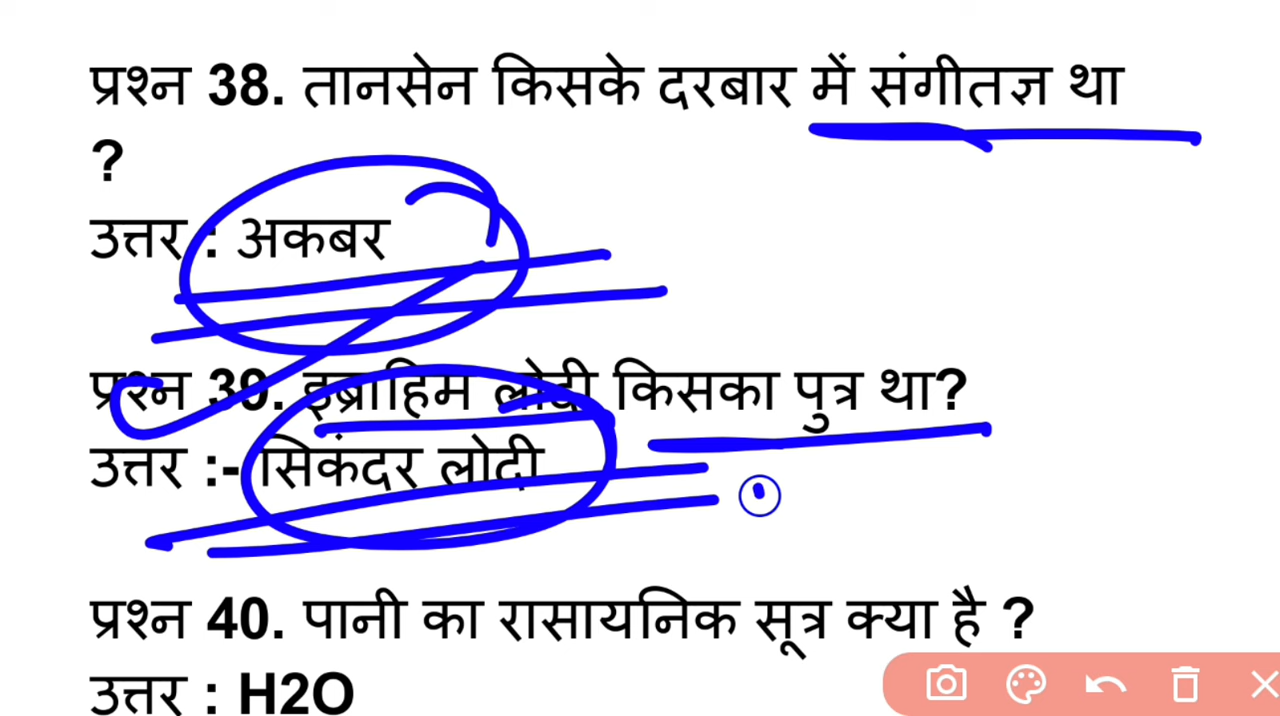 प्रश्न 38. तानसेन किसके दरबार में संगीतज्ञ था
?
उत्तर : अकबर
प्रश्न 39. इब्राहिम लोदी किसका पुत्र था?
उत्तर :- सिकंदर लोदी
प्रश्न 40. पानी का रासायनिक सूत्र क्या है ?
उत्तर : H2O